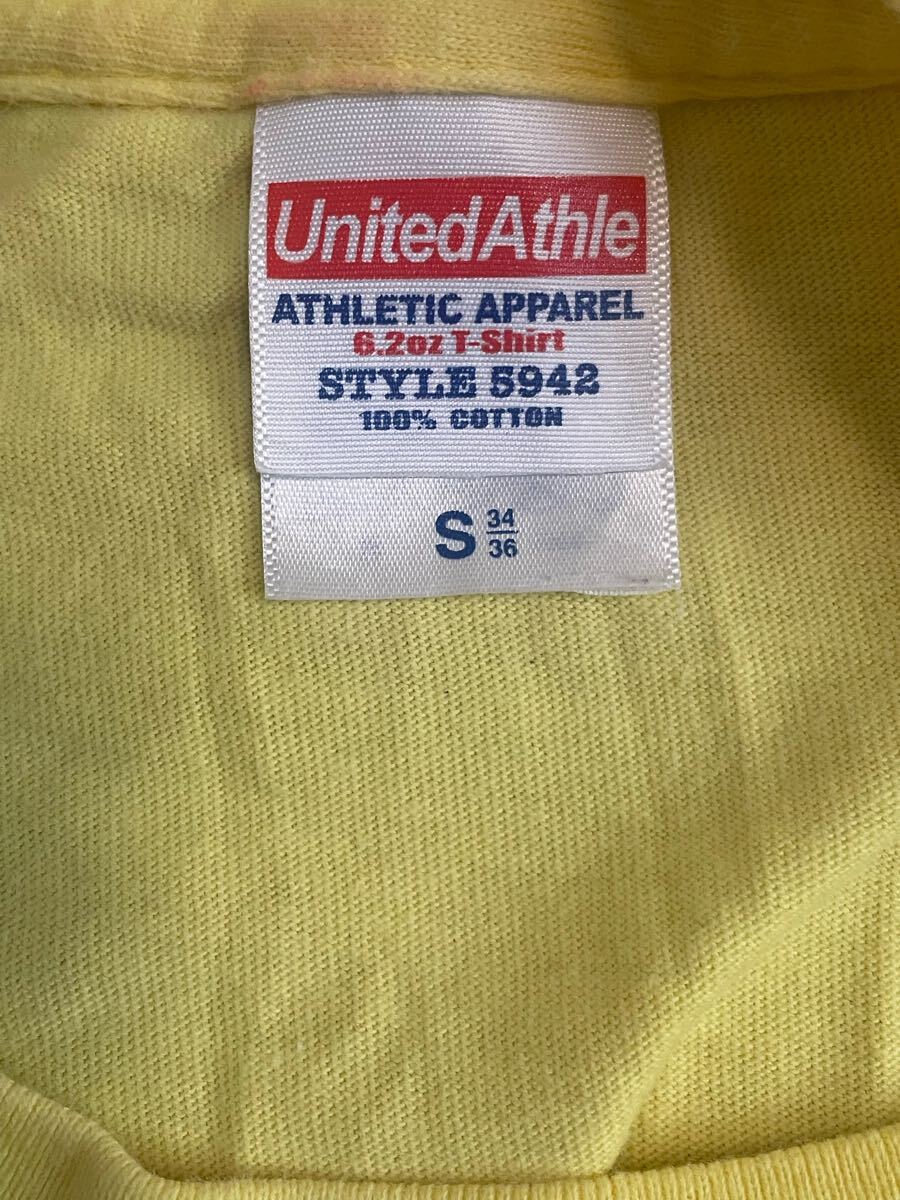 UnitedAthle
ATHLETIC APPAREL
6.2oz T-Shirt
STYLE 5942
100% COTTON
S 34/36